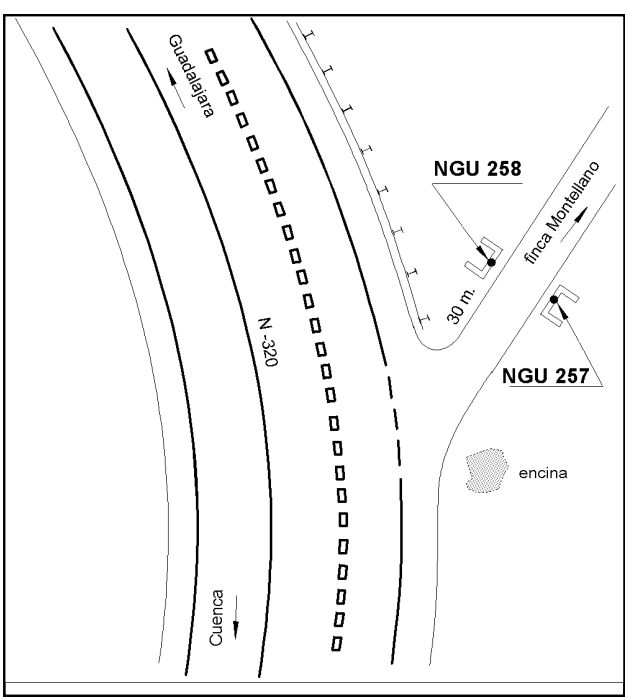 Guadalajara
NGU 258
finca Montellano
30 m.
N -320
NGU 257
encina
Cuenca